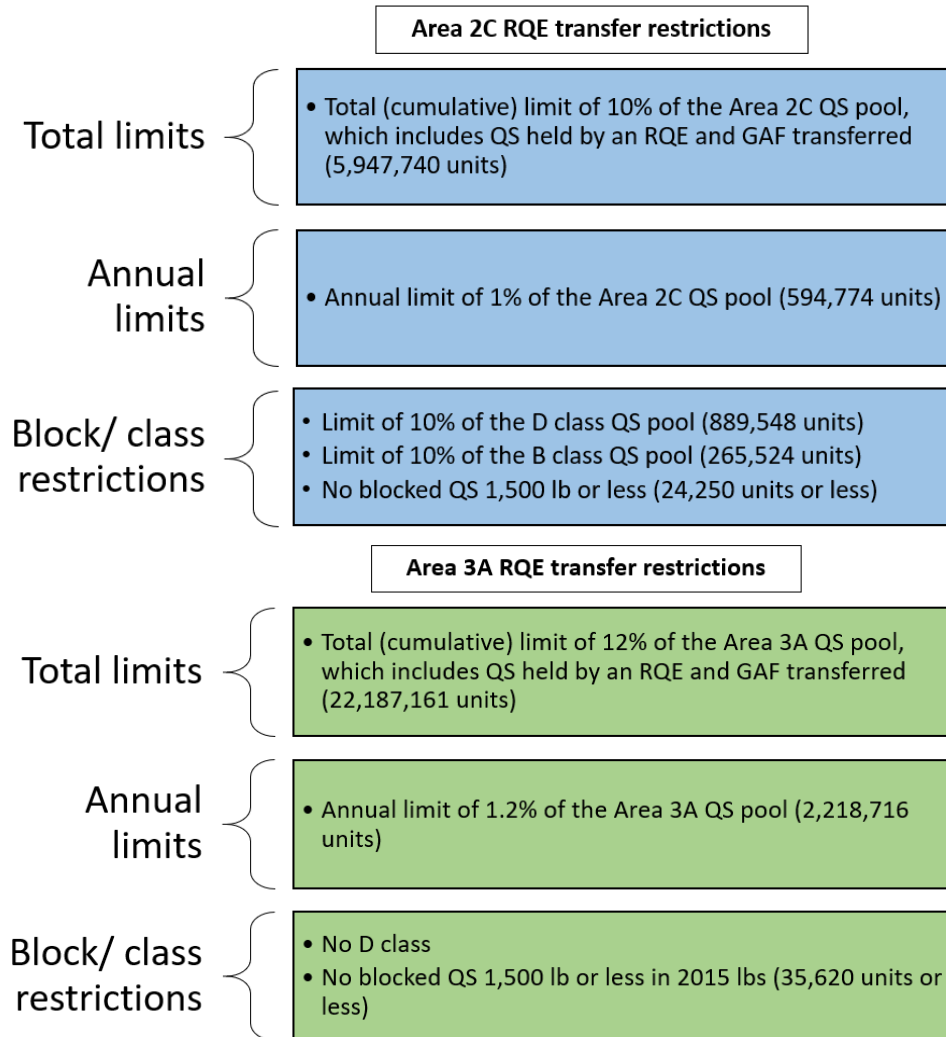 Area 2C RQE transfer restrictions
Total limits
• Total (cumulative) limit of 10% of the Area 2C QS pool,
which includes QS held by an RQE and GAF transferred
(5,947,740 units)
Annual
limits
• Annual limit of 1% of the Area 2C QS pool (594,774 units)
Block/ class
restrictions
• Limit of 10% of the D class QS pool (889,548 units)
• Limit of 10% of the B class QS pool (265,524 units)
• No blocked QS 1,500 lb or less (24,250 units or less)
Area 3A RQE transfer restrictions
Total limits
• Total (cumulative) limit of 12% of the Area 3A QS pool,
which includes QS held by an RQE and GAF transferred
(22,187,161 units)
Annual
limits
• Annual limit of 1.2% of the Area 3A QS pool (2,218,716
units)
Block/ class
restrictions
• No D class
• No blocked QS 1,500 lb or less in 2015 lbs (35,620 units or
less)